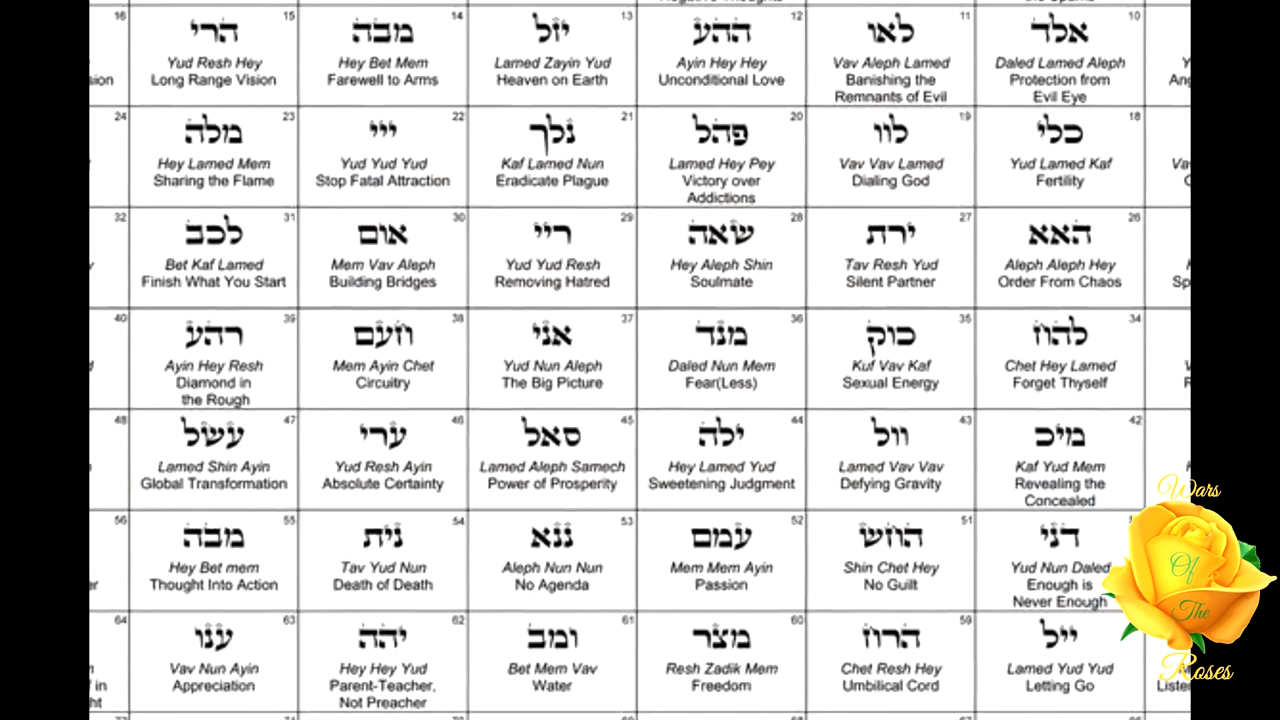 16 15 14 13 12 11 10
הרי מבה יזל ההע לאו אלד
Yud Resh Hey Hey Bet Mem Lamed Zayin Yud Ayin Hey Hey Vav Aleph Lamed Daled Lamed Aleph
Long Range Vision Farewell to Arms Heaven on Earth Unconditional Love Banishing the Protection from
Remnants of Evil Evil Eye
24 23 22 21 20 19 18
מלה ייי נלך פהל לוו כלי
Hey Lamed Mem Yud Yud Yud Kaf Lamed Nun Lamed Hey Pey Vav Vav Lamed Yud Lamed Kaf
Sharing the Flame Stop Fatal Attraction Eradicate Plague Victory over Dialing God Fertility
Addictions
32 31 30 29 28 27 26
לכב אום ריי שאה ירת האא
Bet Kaf Lamed Mem Vav Aleph Yud Yud Resh Hey Aleph Shin Tav Resh Yud Aleph Aleph Hey
Finish What You Start Building Bridges Removing Hatred Soulmate Silent Partner Order From Chaos
40 39 38 37 36 35 34
רהע חעם אני מנד כוק להח
Ayin Hey Resh Mem Ayin Chet Yud Nun Aleph Daled Nun Mem Kuf Vav Kaf Chet Hey Lamed
Diamond in Circuitry The Big Picture Fear(Less) Sexual Energy Forget Thyself
the Rough
48 47 46 45 44 43 42
עשל ערי סאל ילה וול מיכ
Lamed Shin Ayin Yud Resh Ayin Lamed Aleph Samech Hey Lamed Yud Lamed Vav Vav Kaf Yud Mem
Global Transformation Absolute Certainty Power of Prosperity Sweetening Judgment Defying Gravity Revealing the
Concealed
Wars
56 55 54 53 52 51
מבה נית ננא עמם החש דני
Hey Bet mem Tav Yud Nun Aleph Nun Nun Mem Mem Ayin Shin Chet Hey Yud Nun Daled
Thought Into Action Death of Death No Agenda Passion No Guilt Enough is
Never Enough
Of
The
64 63 62 61 60 59
ענו יהה ומב מצר הרח ייל
Vav Nun Ayin Hey Hey Yud Bet Mem Vav Resh Zadik Mem Chet Resh Hey Lamed Yud Yud
Appreciation Parent-Teacher, Water Freedom Umbilical Cord Letting Go
Not Preacher
Roses